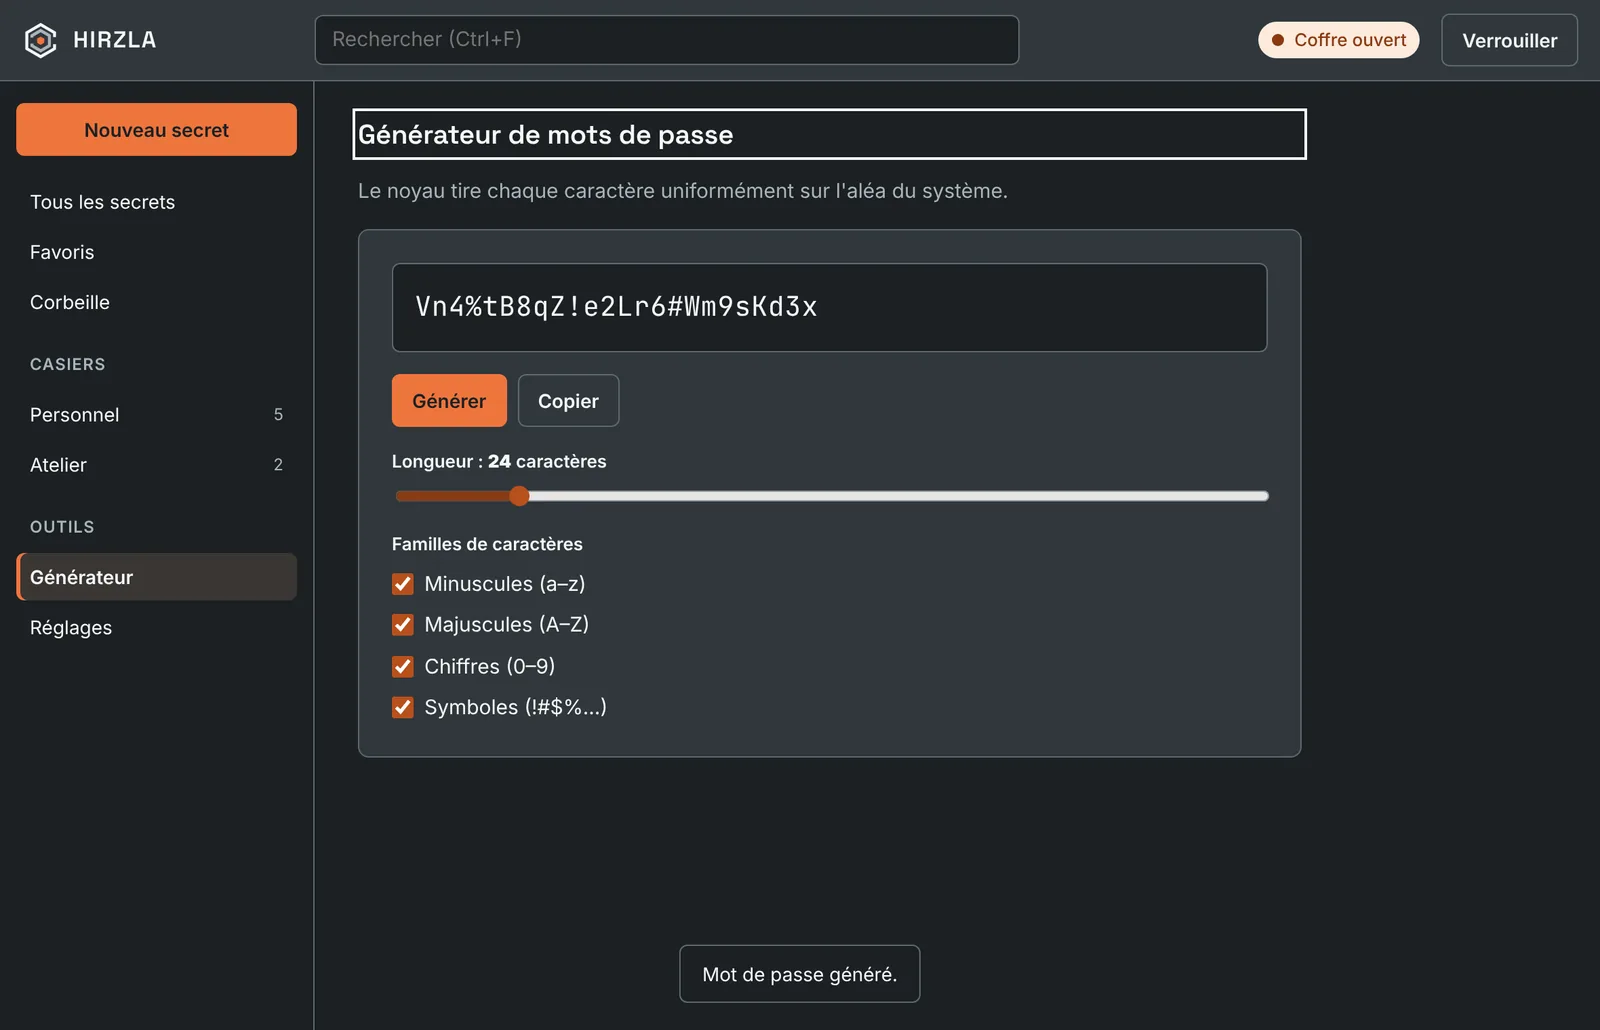 HIRZLA
Rechercher (Ctrl+F)
Coffre ouvert
Verrouiller
Nouveau secret
Tous les secrets
Favoris
Corbeille
CASIERS
Personnel 5
Atelier 2
OUTILS
Générateur
Réglages
Générateur de mots de passe
Le noyau tire chaque caractère uniformément sur l'aléa du système.
Vn4%tB8qZ!e2Lr6#Wm9sKd3x
Générer
Copier
Longueur : 24 caractères
Familles de caractères
Minuscules (a–z)
Majuscules (A–Z)
Chiffres (0–9)
Symboles (!#$%…)
Mot de passe généré.